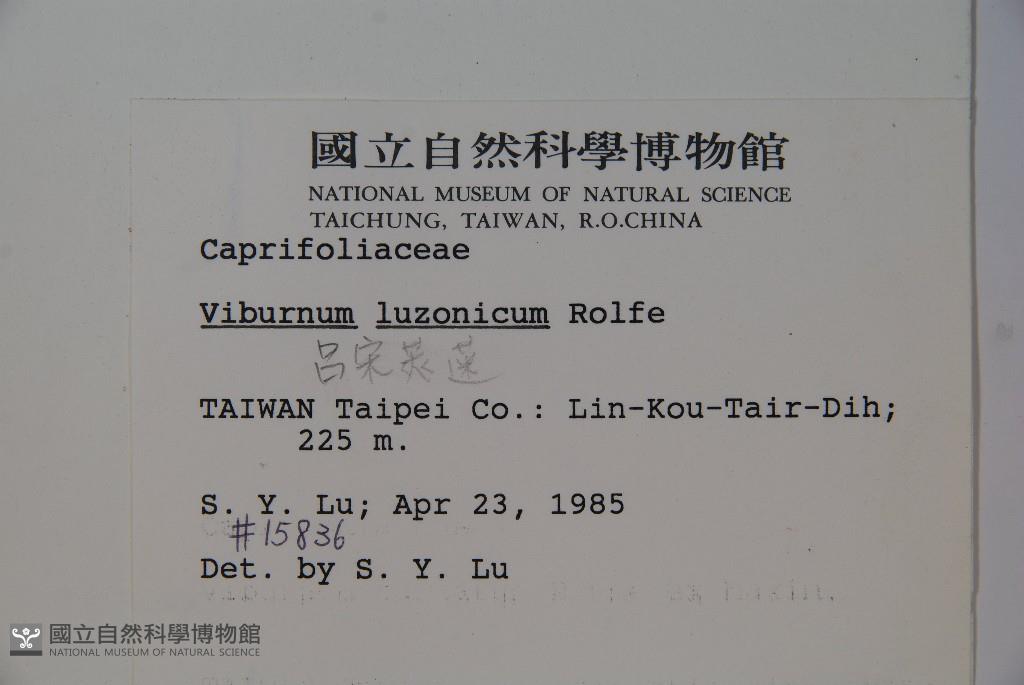 國立自然科學博物館
NATIONAL MUSEUM OF NATURAL SCIENCE
TAICHUNG, TAIWAN, R.O.CHINA
Caprifoliaceae
Viburnum luzonicum Rolfe
呂宋莢蒾
TAIWAN Taipei Co.: Lin-Kou-Tair-Dih;
225 m.
S. Y. Lu; Apr 23, 1985
#15836
Det. by S. Y. Lu
國立自然科學博物館
NATIONAL MUSEUM OF NATURAL SCIENCE